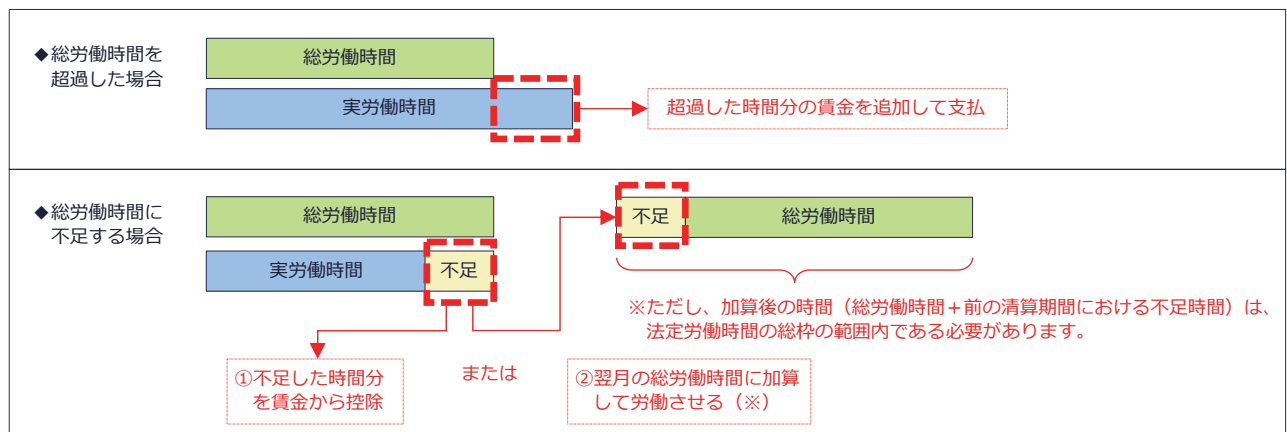 ◆総労働時間を
超過した場合
総労働時間
実労働時間
超過した時間分の賃金を追加して支払
◆総労働時間に
不足する場合
総労働時間
実労働時間
不足
不足
総労働時間
※ただし、加算後の時間（総労働時間＋前の清算期間における不足時間）は、
法定労働時間の総枠の範囲内である必要があります。
①不足した時間分
を賃金から控除
または
②翌月の総労働時間に加算
して労働させる（※）